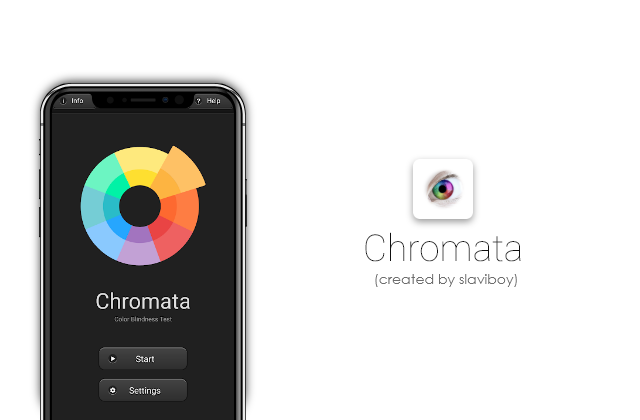 Info
Help
Chromata
Color Blindness Test
Start
Settings
Chromata
(created by slaviboy)